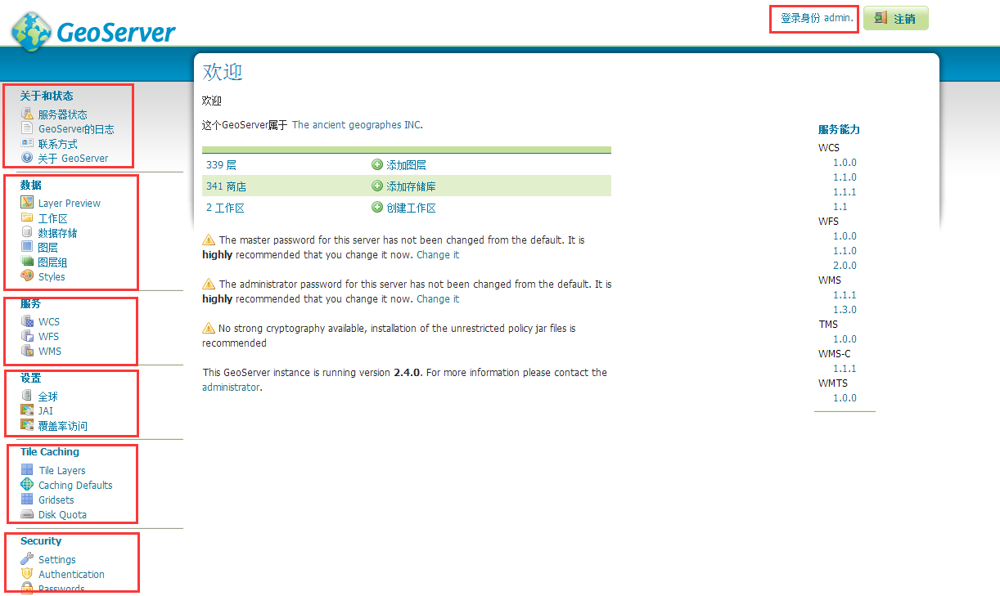 GeoServer
登录身份 admin.
注销
关于和状态
服务器状态
GeoServer的日志
联系方式
关于 GeoServer
数据
Layer Preview
工作区
数据存储
图层
图层组
Styles
服务
WCS
WFS
WMS
设置
全球
JAI
覆盖率访问
Tile Caching
Tile Layers
Caching Defaults
Gridsets
Disk Quota
Security
Settings
Authentication
Passwords
欢迎
欢迎
这个GeoServer属于 The ancient geographes INC.
339 层 添加图层
341 商店 添加存储库
2 工作区 创建工作区
The master password for this server has not been changed from the default. It is
highly recommended that you change it now. Change it
The administrator password for this server has not been changed from the default. It is
highly recommended that you change it now. Change it
No strong cryptography available, installation of the unrestricted policy jar files is
recommended
This GeoServer instance is running version 2.4.0. For more information please contact the
administrator.
服务能力
WCS
1.0.0
1.1.0
1.1.1
1.1
WFS
1.0.0
1.1.0
2.0.0
WMS
1.1.1
1.3.0
TMS
1.0.0
WMS-C
1.1.1
WMTS
1.0.0